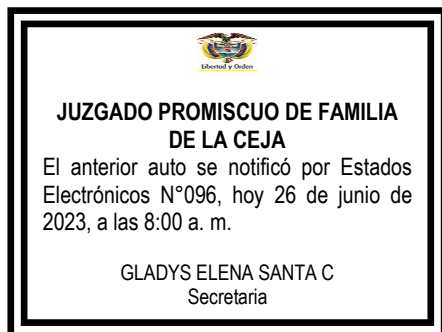 Libertad y Orden
JUZGADO PROMISCUO DE FAMILIA
DE LA CEJA
El anterior auto se notificó por Estados
Electrónicos N°096, hoy 26 de junio de
2023, a las 8:00 a. m.
GLADYS ELENA SANTA C
Secretaria